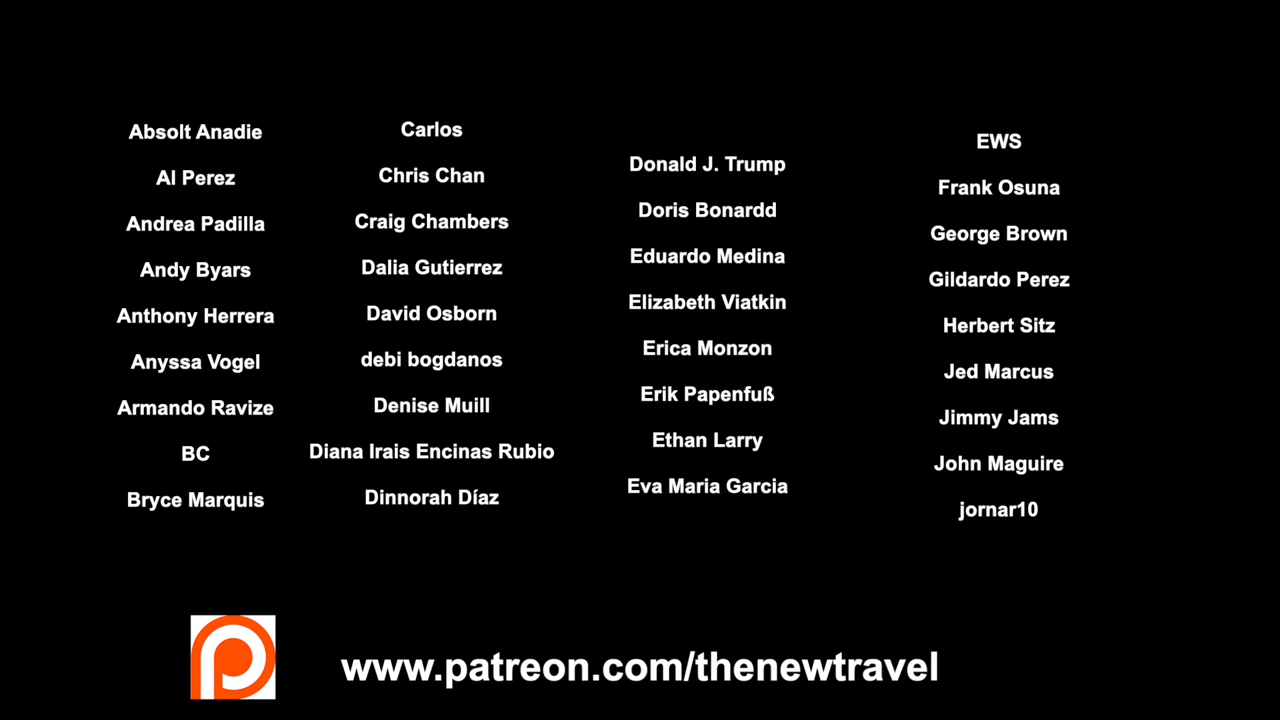 Absolt Anadie
Al Perez
Andrea Padilla
Andy Byars
Anthony Herrera
Anyssa Vogel
Armando Ravize
BC
Bryce Marquis
Carlos
Chris Chan
Craig Chambers
Dalia Gutierrez
David Osborn
debi bogdanos
Denise Muill
Diana Irais Encinas Rubio
Dinnorah Díaz
Donald J. Trump
Doris Bonardd
Eduardo Medina
Elizabeth Viatkin
Erica Monzon
Erik Papenfuß
Ethan Larry
Eva Maria Garcia
EWS
Frank Osuna
George Brown
Gildardo Perez
Herbert Sitz
Jed Marcus
Jimmy Jams
John Maguire
jornar10
www.patreon.com/thenewtravel